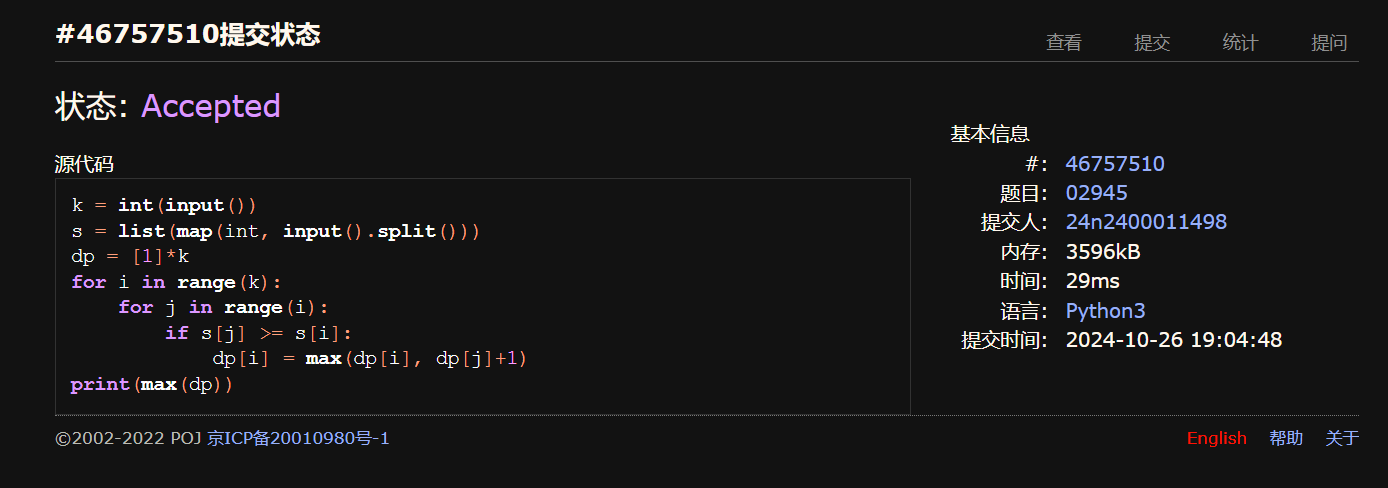 #46757510提交状态
查看 提交 统计 提问
状态: Accepted
源代码
k = int(input())
s = list(map(int, input().split()))
dp = [1]*k
for i in range(k):
    for j in range(i):
        if s[j] >= s[i]:
            dp[i] = max(dp[i], dp[j]+1)
print(max(dp))
基本信息
#: 46757510
题目: 02945
提交人: 24n2400011498
内存: 3596kB
时间: 29ms
语言: Python3
提交时间: 2024-10-26 19:04:48
©2002-2022 POJ 京ICP备20010980号-1
English 帮助 关于